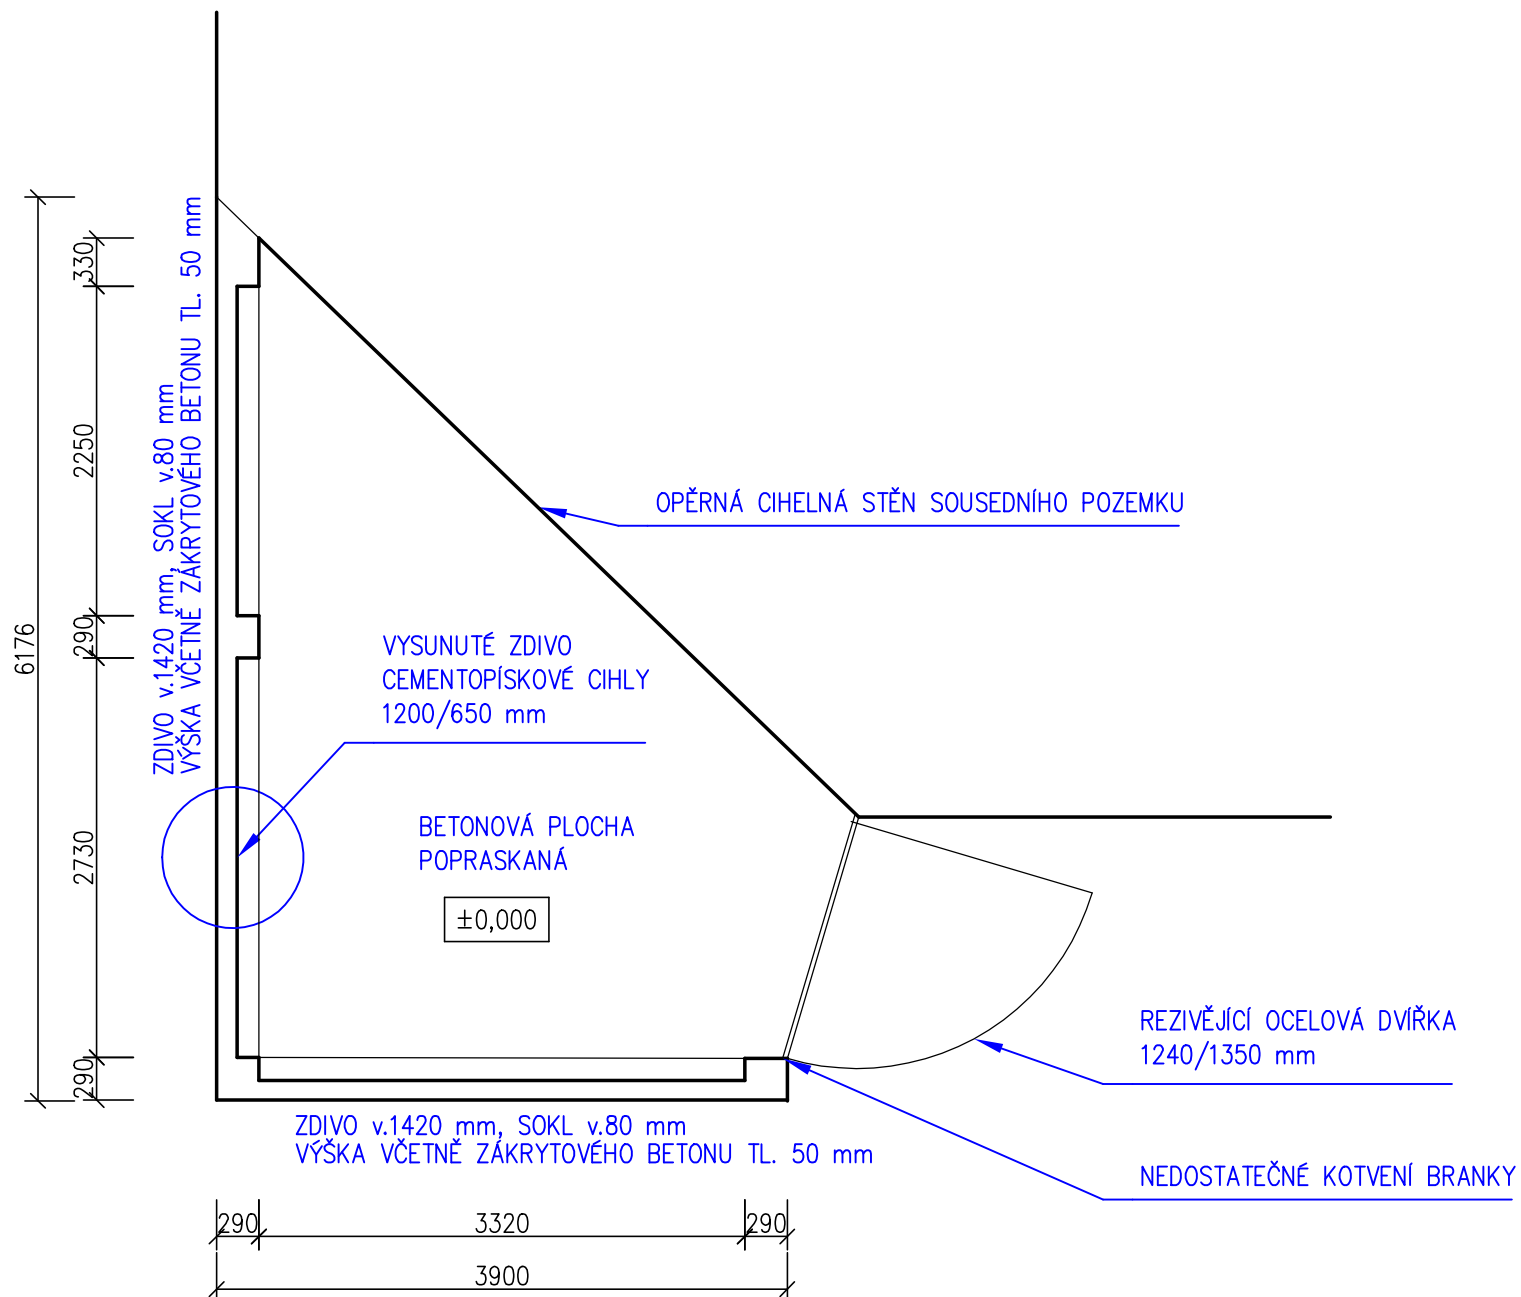 330
2250
290
2730
290
6176
ZDIVO v.1420 mm, SOKL v.80 mm
VÝŠKA VČETNĚ ZÁKRYTOVÉHO BETONU TL. 50 mm
OPĚRNÁ CIHELNÁ STĚN SOUSEDNÍHO POZEMKU
VYSUNUTÉ ZDIVO
CEMENTOPÍSKOVÉ CIHLY
1200/650 mm
BETONOVÁ PLOCHA
POPRASKANÁ
±0,000
REZIVĚJÍCÍ OCELOVÁ DVÍŘKA
1240/1350 mm
ZDIVO v.1420 mm, SOKL v.80 mm
VÝŠKA VČETNĚ ZÁKRYTOVÉHO BETONU TL. 50 mm
NEDOSTATEČNÉ KOTVENÍ BRANKY
290 3320 290
3900